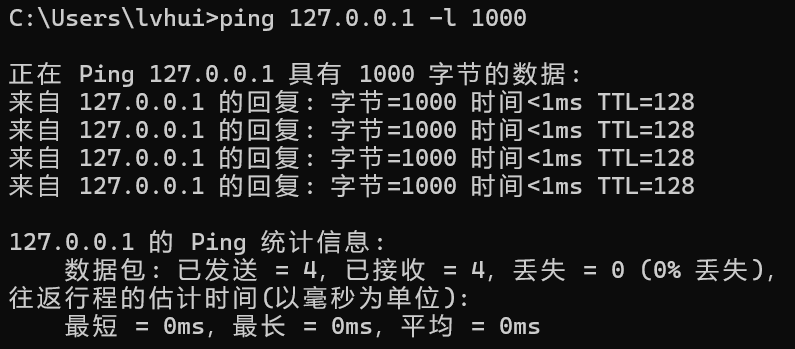 C:\Users\lvhui>ping 127.0.0.1 -l 1000
正在 Ping 127.0.0.1 具有 1000 字节的数据:
来自 127.0.0.1 的回复: 字节=1000 时间<1ms TTL=128
来自 127.0.0.1 的回复: 字节=1000 时间<1ms TTL=128
来自 127.0.0.1 的回复: 字节=1000 时间<1ms TTL=128
来自 127.0.0.1 的回复: 字节=1000 时间<1ms TTL=128
127.0.0.1 的 Ping 统计信息:
数据包: 已发送 = 4，已接收 = 4，丢失 = 0 (0% 丢失)，
往返行程的估计时间(以毫秒为单位):
最短 = 0ms，最长 = 0ms，平均 = 0ms